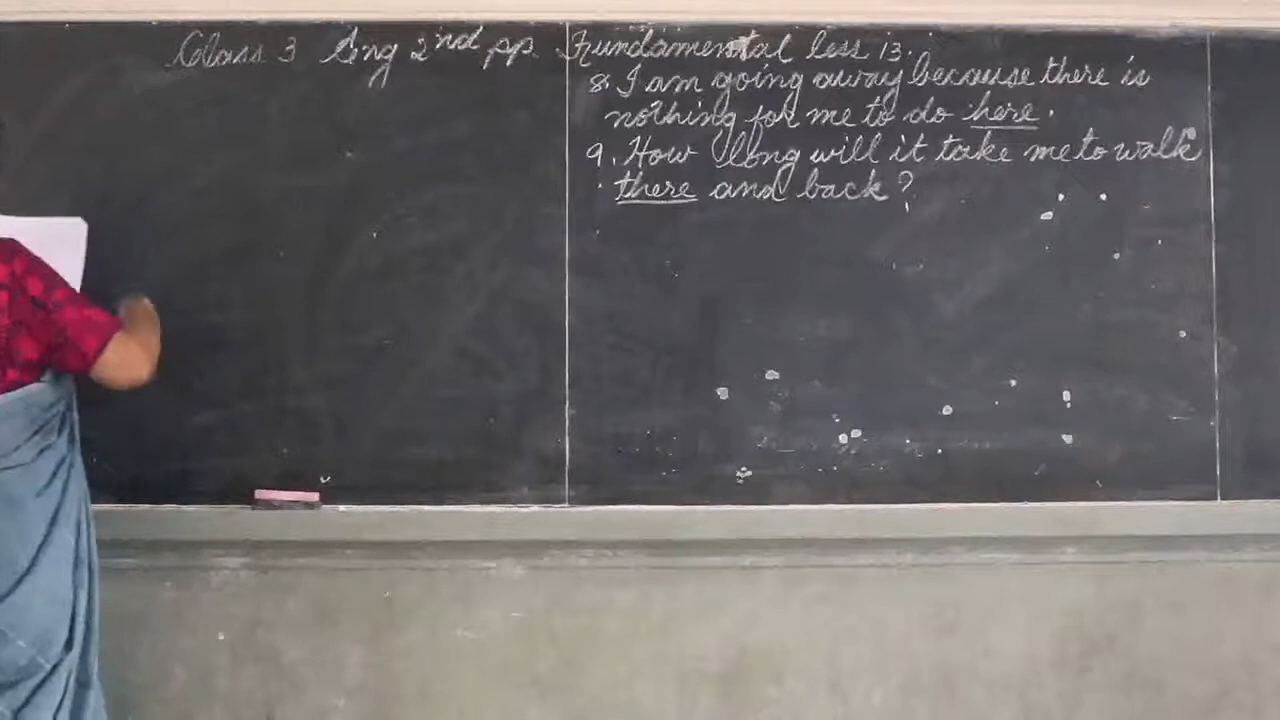 Class 3 Eng 2nd pp. Fundamental less 13.
8. I am going away because there is
nothing for me to do here.
9. How long will it take me to walk
there and back?